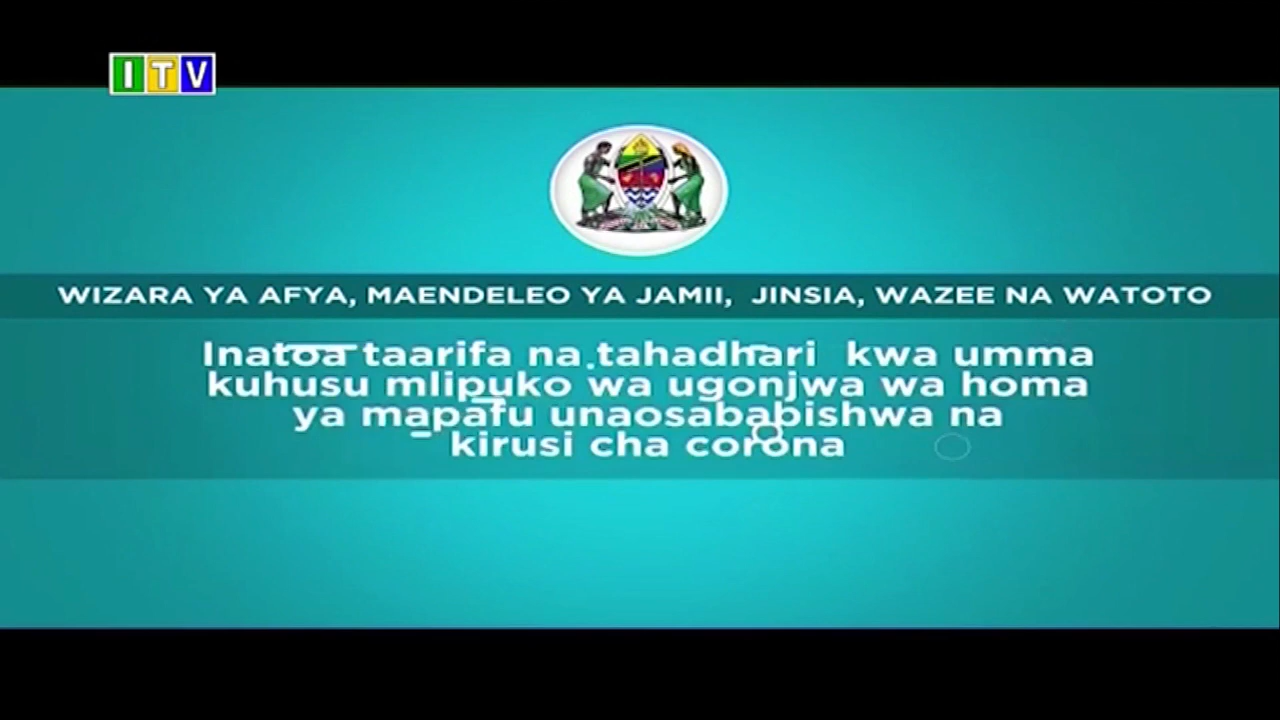 ITV
WIZARA YA AFYA, MAENDELEO YA JAMII, JINSIA, WAZEE NA WATOTO
Inatoa taarifa na tahadhari kwa umma
kuhusu mlipuko wa ugonjwa wa homa
ya mapafu unaosababishwa na
kirusi cha corona